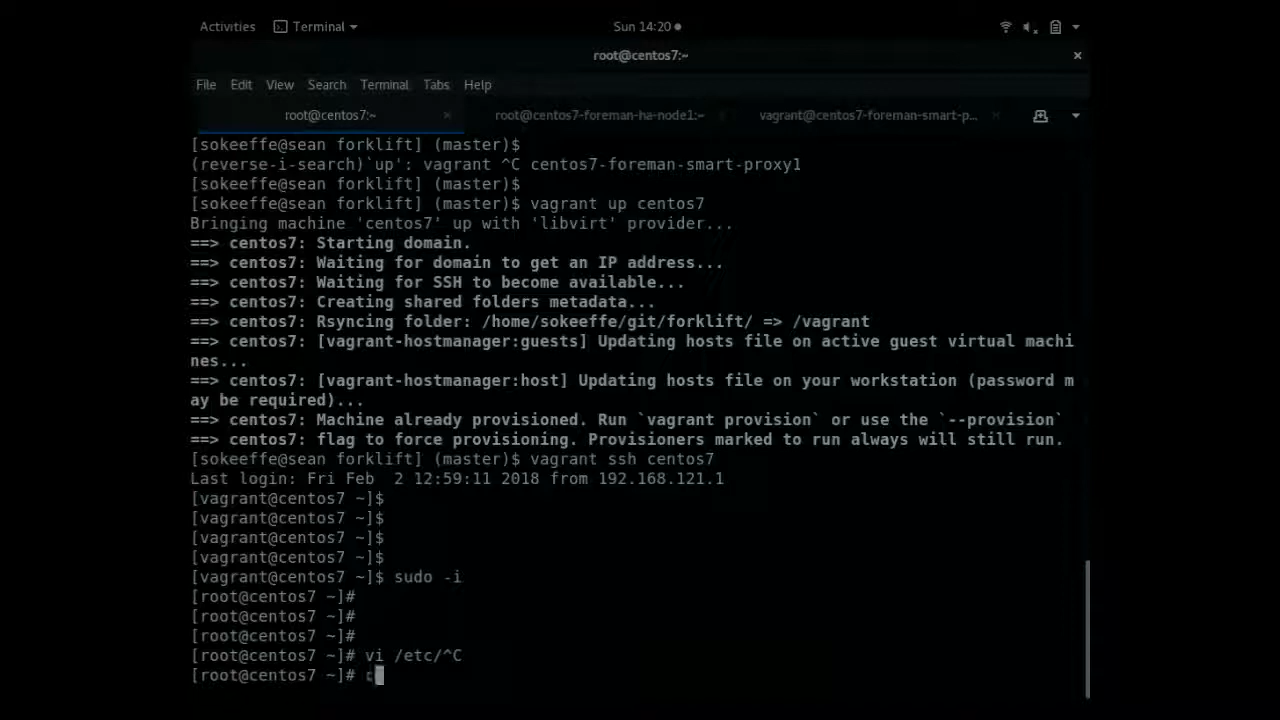 Activities Terminal Sun 14:20
root@centos7:~
File Edit View Search Terminal Tabs Help
root@centos7:~ root@centos7-foreman-ha-node1:~ vagrant@centos7-foreman-smart-p...
[sokeeffe@sean forklift] (master)$
(reverse-i-search)`up': vagrant ^C centos7-foreman-smart-proxy1
[sokeeffe@sean forklift] (master)$
[sokeeffe@sean forklift] (master)$ vagrant up centos7
Bringing machine 'centos7' up with 'libvirt' provider...
==> centos7: Starting domain.
==> centos7: Waiting for domain to get an IP address...
==> centos7: Waiting for SSH to become available...
==> centos7: Creating shared folders metadata...
==> centos7: Rsyncing folder: /home/sokeeffe/git/forklift/ => /vagrant
==> centos7: [vagrant-hostmanager:guests] Updating hosts file on active guest virtual machi
nes...
==> centos7: [vagrant-hostmanager:host] Updating hosts file on your workstation (password m
ay be required)...
==> centos7: Machine already provisioned. Run `vagrant provision` or use the `--provision`
==> centos7: flag to force provisioning. Provisioners marked to run always will still run.
[sokeeffe@sean forklift] (master)$ vagrant ssh centos7
Last login: Fri Feb  2 12:59:11 2018 from 192.168.121.1
[vagrant@centos7 ~]$
[vagrant@centos7 ~]$
[vagrant@centos7 ~]$
[vagrant@centos7 ~]$
[vagrant@centos7 ~]$ sudo -i
[root@centos7 ~]#
[root@centos7 ~]#
[root@centos7 ~]#
[root@centos7 ~]# vi /etc/^C
[root@centos7 ~]#